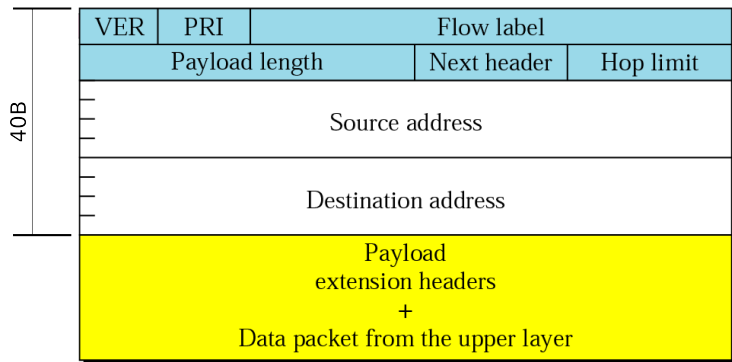 VER PRI Flow label
Payload length Next header Hop limit
40B
Source address
Destination address
Payload
extension headers
+
Data packet from the upper layer